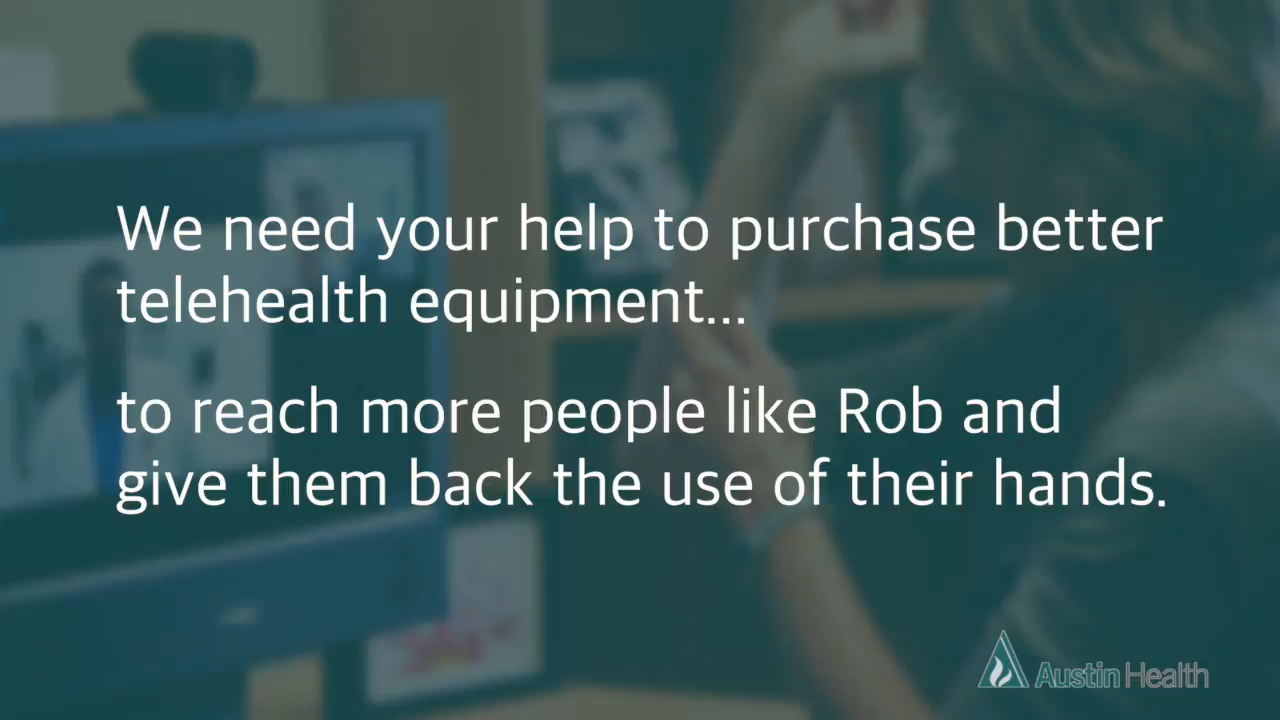 We need your help to purchase better
telehealth equipment...
to reach more people like Rob and
give them back the use of their hands.
Austin Health